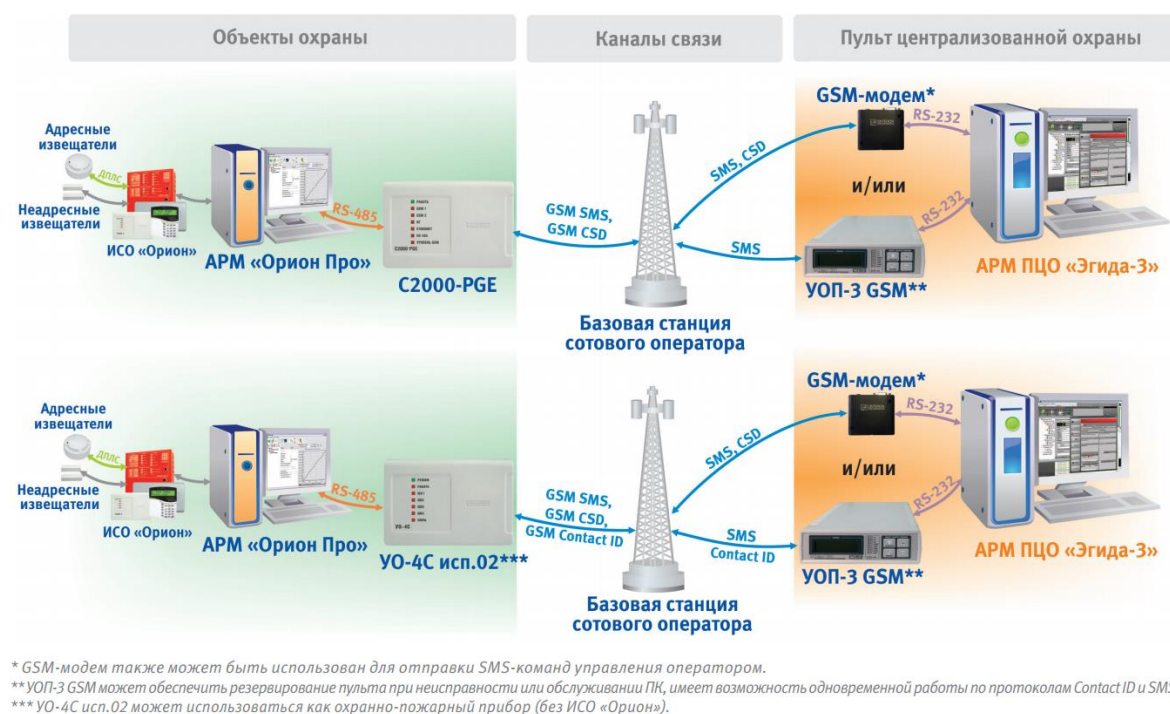 Объекты охраны
Каналы связи
Пульт централизованной охраны
Адресные
извещатели
ДПЛС
Неадресные
извещатели
ИСО «Орион»
АРМ «Орион Про»
RS-485
С2000-PGE
С2000-PGE
GSM SMS,
GSM CSD
Базовая станция
сотового оператора
SMS, CSD
SMS
GSM-модем*
RS-232
и/или
RS-232
УОП-3 GSM**
АРМ ПЦО «Эгида-3»
Адресные
извещатели
ДПЛС
Неадресные
извещатели
ИСО «Орион»
АРМ «Орион Про»
RS-485
УО-4С
УО-4С исп.02***
GSM SMS,
GSM CSD,
GSM Contact ID
Базовая станция
сотового оператора
SMS, CSD
SMS
Contact ID
GSM-модем*
RS-232
и/или
RS-232
УОП-3 GSM**
АРМ ПЦО «Эгида-3»
* GSM-модем также может быть использован для отправки SMS-команд управления оператором.
** УОП-3 GSM может обеспечить резервирование пульта при неисправности или обслуживании ПК, имеет возможность одновременной работы по протоколам Contact ID и SMS
*** УО-4С исп.02 может использоваться как охранно-пожарный прибор (без ИСО «Орион»).